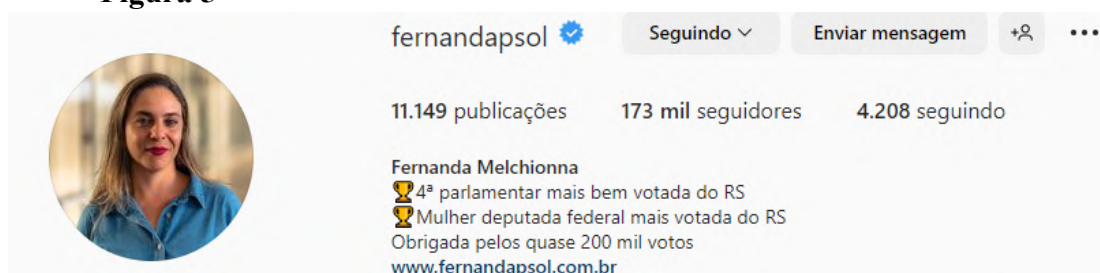 Figura 5
fernandapsol Seguindo Enviar mensagem
11.149 publicações 173 mil seguidores 4.208 seguindo
Fernanda Melchionna
🏆4ª parlamentar mais bem votada do RS
🏆Mulher deputada federal mais votada do RS
Obrigada pelos quase 200 mil votos
www.fernandapsol.com.br